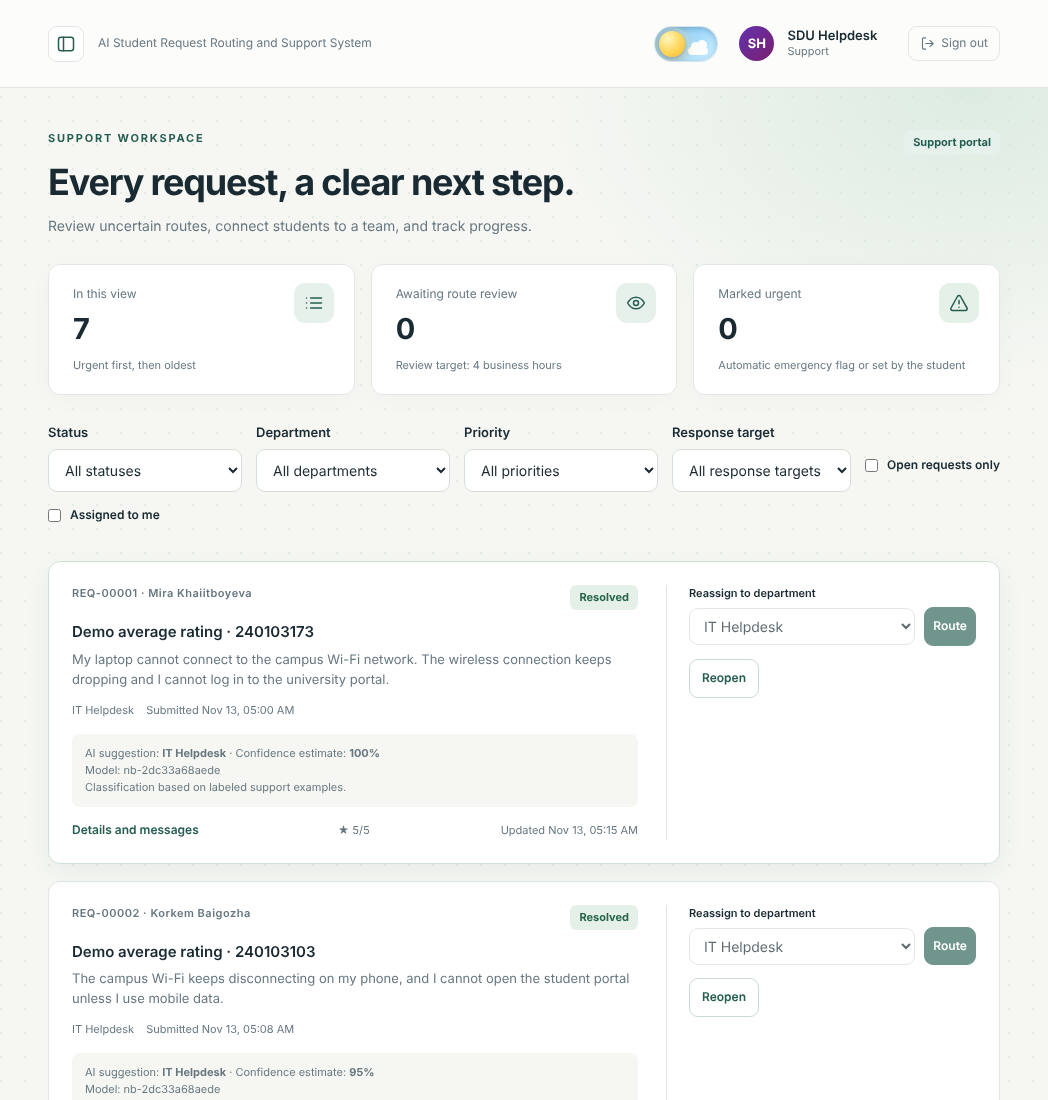 AI Student Request Routing and Support System
SH
SDU Helpdesk
Support
Sign out
SUPPORT WORKSPACE
Support portal
Every request, a clear next step.
Review uncertain routes, connect students to a team, and track progress.
In this view
7
Urgent first, then oldest
Awaiting route review
0
Review target: 4 business hours
Marked urgent
0
Automatic emergency flag or set by the student
Status
All statuses
Department
All departments
Priority
All priorities
Response target
All response targets
Open requests only
Assigned to me
REQ-00001 · Mira Khaiitboyeva
Resolved
Demo average rating · 240103173
My laptop cannot connect to the campus Wi-Fi network. The wireless connection keeps
dropping and I cannot log in to the university portal.
IT Helpdesk Submitted Nov 13, 05:00 AM
AI suggestion: IT Helpdesk · Confidence estimate: 100%
Model: nb-2dc33a68aede
Classification based on labeled support examples.
Details and messages
★ 5/5
Updated Nov 13, 05:15 AM
Reassign to department
IT Helpdesk
Route
Reopen
REQ-00002 · Korkem Baigozha
Resolved
Demo average rating · 240103103
The campus Wi-Fi keeps disconnecting on my phone, and I cannot open the student portal
unless I use mobile data.
IT Helpdesk Submitted Nov 13, 05:08 AM
AI suggestion: IT Helpdesk · Confidence estimate: 95%
Model: nb-2dc33a68aede
Reassign to department
IT Helpdesk
Route
Reopen